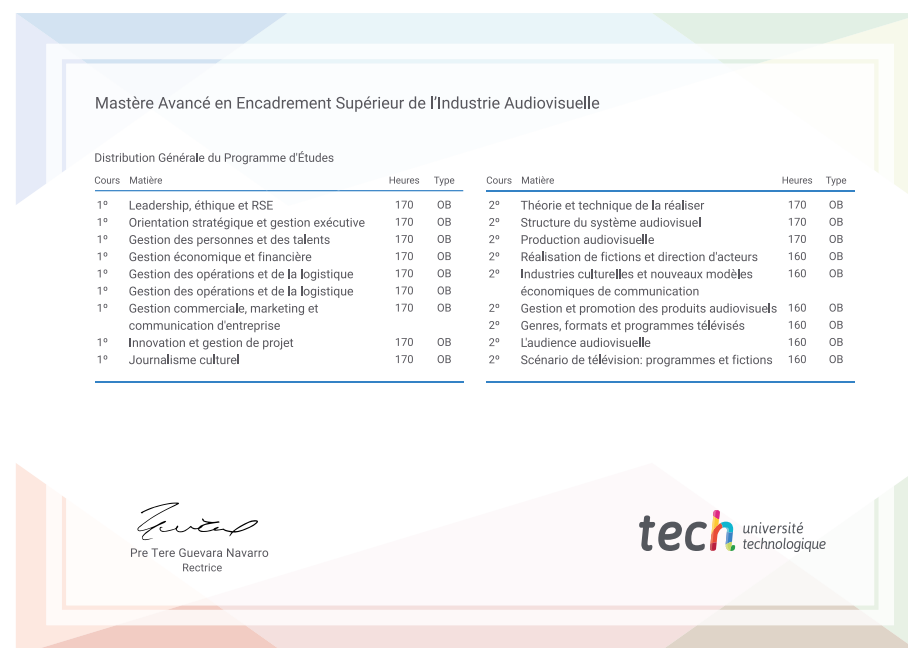 Mastère Avancé en Encadrement Supérieur de l'Industrie Audiovisuelle
Distribution Générale du Programme d'Études
Cours Matière Heures Type
1º Leadership, éthique et RSE 170 OB
1º Orientation stratégique et gestion exécutive 170 OB
1º Gestion des personnes et des talents 170 OB
1º Gestion économique et financière 170 OB
1º Gestion des opérations et de la logistique 170 OB
1º Gestion des opérations et de la logistique 170 OB
1º Gestion commerciale, marketing et 170 OB
communication d'entreprise
1º Innovation et gestion de projet 170 OB
1º Journalisme culturel 170 OB
Cours Matière Heures Type
2º Théorie et technique de la réaliser 170 OB
2º Structure du système audiovisuel 170 OB
2º Production audiovisuelle 170 OB
2º Réalisation de fictions et direction d'acteurs 160 OB
2º Industries culturelles et nouveaux modèles 160 OB
économiques de communication
2º Gestion et promotion des produits audiovisuels 160 OB
2º Genres, formats et programmes télévisés 160 OB
2º L'audience audiovisuelle 160 OB
2º Scénario de télévision: programmes et fictions 160 OB
Pre Tere Guevara Navarro
Rectrice
tech université
technologique